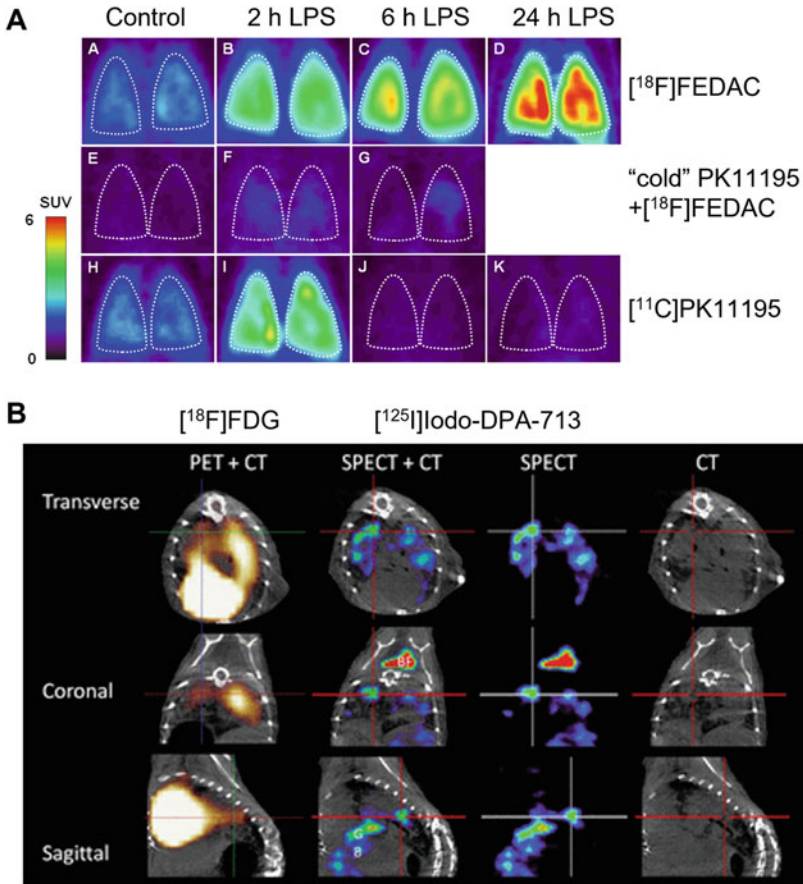 A
Control 2 h LPS 6 h LPS 24 h LPS
A B C D
[¹⁸F]FEDAC
E F G
"cold" PK11195
+[¹⁸F]FEDAC
SUV
6
0
H I J K
[¹¹C]PK11195
B
[¹⁸F]FDG [¹²⁵I]Iodo-DPA-713
PET + CT SPECT + CT SPECT CT
Transverse
Coronal
BF
Sagittal
G